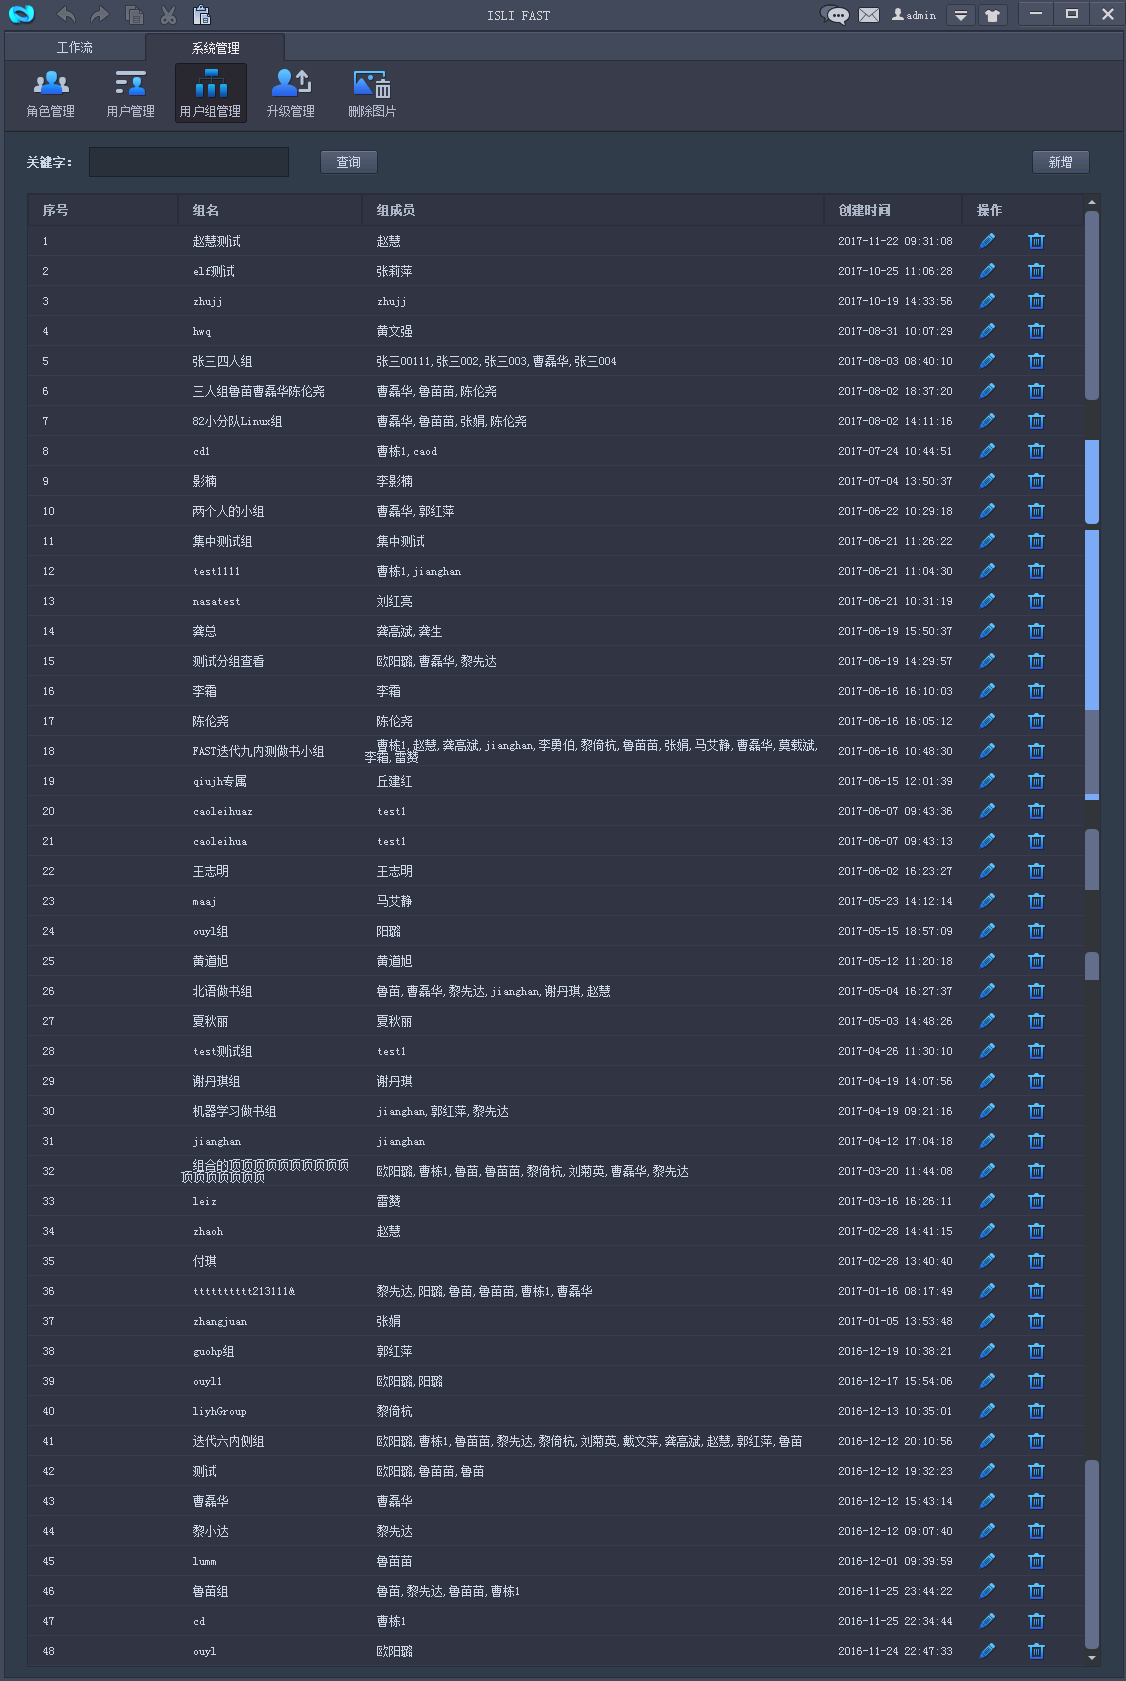 ISLI FAST
admin
工作流 系统管理
角色管理 用户管理 用户组管理 升级管理 删除图片
关键字： 查询 新增
序号 组名 组成员 创建时间 操作
1 赵慧测试 赵慧 2017-11-22 09:31:08
2 elf测试 张莉萍 2017-10-25 11:06:28
3 zhujj zhujj 2017-10-19 14:33:56
4 hwq 黄文强 2017-08-31 10:07:29
5 张三四人组 张三00111,张三002,张三003,曹磊华,张三004 2017-08-03 08:40:10
6 三人组鲁苗曹磊华陈伦尧 曹磊华,鲁苗苗,陈伦尧 2017-08-02 18:37:20
7 82小分队Linux组 曹磊华,鲁苗苗,张娟,陈伦尧 2017-08-02 14:11:16
8 cd1 曹栋1,caod 2017-07-24 10:44:51
9 影楠 李影楠 2017-07-04 13:50:37
10 两个人的小组 曹磊华,郭红萍 2017-06-22 10:29:18
11 集中测试组 集中测试 2017-06-21 11:26:22
12 test1111 曹栋1,jianghan 2017-06-21 11:04:30
13 nasatest 刘红亮 2017-06-21 10:31:19
14 龚总 龚高斌,龚生 2017-06-19 15:50:37
15 测试分组查看 欧阳璐,曹磊华,黎先达 2017-06-19 14:29:57
16 李霜 李霜 2017-06-16 16:10:03
17 陈伦尧 陈伦尧 2017-06-16 16:05:12
18 FAST迭代九内测做书小组 曹栋1,赵慧,龚高斌,jianghan,李勇伯,黎倚杭,鲁苗苗,张娟,马艾静,曹磊华,莫载斌, 2017-06-16 10:48:30
李霜,雷赞
19 qiujh专属 丘建红 2017-06-15 12:01:39
20 caoleihuaz test1 2017-06-07 09:43:36
21 caoleihua test1 2017-06-07 09:43:13
22 王志明 王志明 2017-06-02 16:23:27
23 maaj 马艾静 2017-05-23 14:12:14
24 ouyl组 阳璐 2017-05-15 18:57:09
25 黄道旭 黄道旭 2017-05-12 11:20:18
26 北语做书组 鲁苗,曹磊华,黎先达,jianghan,谢丹琪,赵慧 2017-05-04 16:27:37
27 夏秋丽 夏秋丽 2017-05-03 14:48:26
28 test测试组 test1 2017-04-26 11:30:10
29 谢丹琪组 谢丹琪 2017-04-19 14:07:56
30 机器学习做书组 jianghan,郭红萍,黎先达 2017-04-19 09:21:16
31 jianghan jianghan 2017-04-12 17:04:18
32 组合的顶顶顶顶顶顶顶顶顶顶 欧阳璐,曹栋1,鲁苗,鲁苗苗,黎倚杭,刘菊英,曹磊华,黎先达 2017-03-20 11:44:08
顶顶顶顶顶顶顶
33 leiz 雷赞 2017-03-16 16:26:11
34 zhaoh 赵慧 2017-02-28 14:41:15
35 付琪 2017-02-28 13:40:40
36 tttttttttt213111& 黎先达,阳璐,鲁苗,鲁苗苗,曹栋1,曹磊华 2017-01-16 08:17:49
37 zhangjuan 张娟 2017-01-05 13:53:48
38 guohp组 郭红萍 2016-12-19 10:38:21
39 ouyl1 欧阳璐,阳璐 2016-12-17 15:54:06
40 liyhGroup 黎倚杭 2016-12-13 10:35:01
41 迭代六内侧组 欧阳璐,曹栋1,鲁苗苗,黎先达,黎倚杭,刘菊英,戴文萍,龚高斌,赵慧,郭红萍,鲁苗 2016-12-12 20:10:56
42 测试 欧阳璐,鲁苗苗,鲁苗 2016-12-12 19:32:23
43 曹磊华 曹磊华 2016-12-12 15:43:14
44 黎小达 黎先达 2016-12-12 09:07:40
45 lumm 鲁苗苗 2016-12-01 09:39:59
46 鲁苗组 鲁苗,黎先达,鲁苗苗,曹栋1 2016-11-25 23:44:22
47 cd 曹栋1 2016-11-25 22:34:44
48 ouyl 欧阳璐 2016-11-24 22:47:33